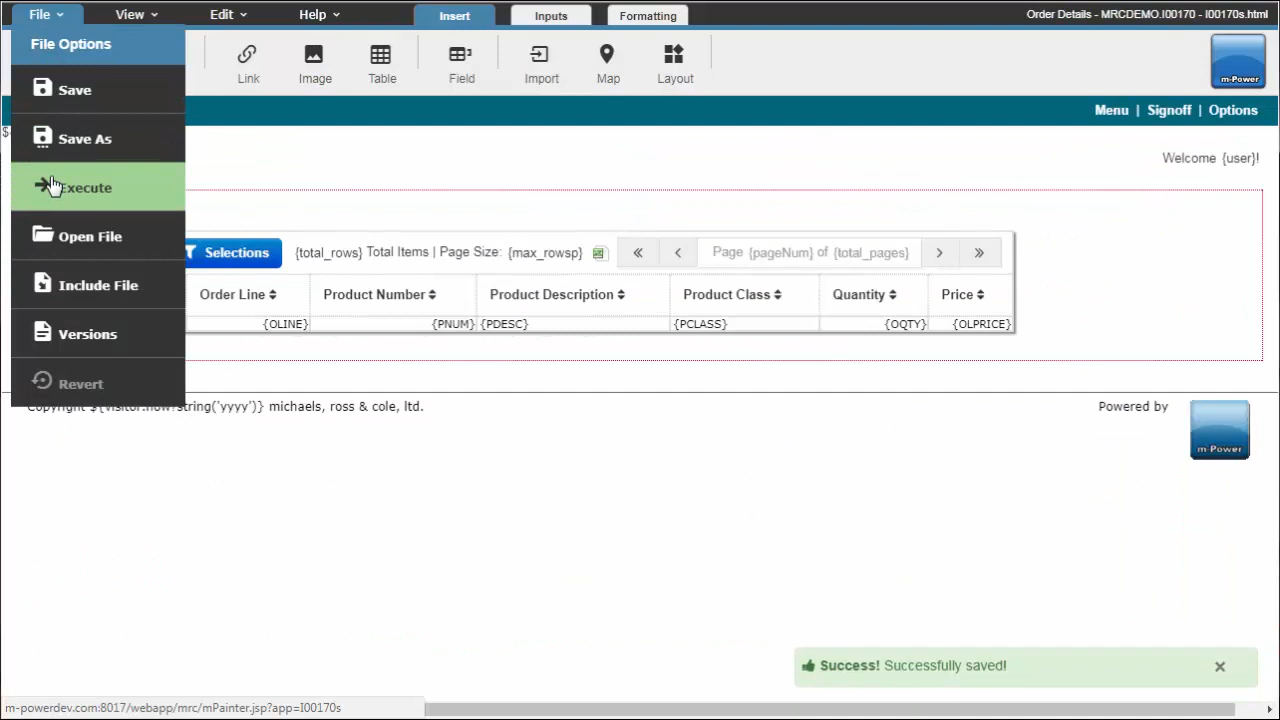 File View Edit Help Insert Inputs Formatting Order Details - MRCDEMO.I00170 - I00170s.html
File Options
Save
Save As
Execute
Open File
Include File
Versions
Revert
Link Image Table Field Import Map Layout
m-Power
Menu | Signoff | Options
$
Welcome {user}!
Selections {total_rows} Total Items | Page Size: {max_rowsp} « ‹ Page {pageNum} of {total_pages} › »
Order Line Product Number Product Description Product Class Quantity Price
{OLINE} {PNUM} {PDESC} {PCLASS} {OQTY} {OLPRICE}
Copyright ${visitor.now?string('yyyy')} michaels, ross & cole, ltd. Powered by
m-Power
Success! Successfully saved! ×
m-powerdev.com:8017/webapp/mrc/mPainter.jsp?app=I00170s